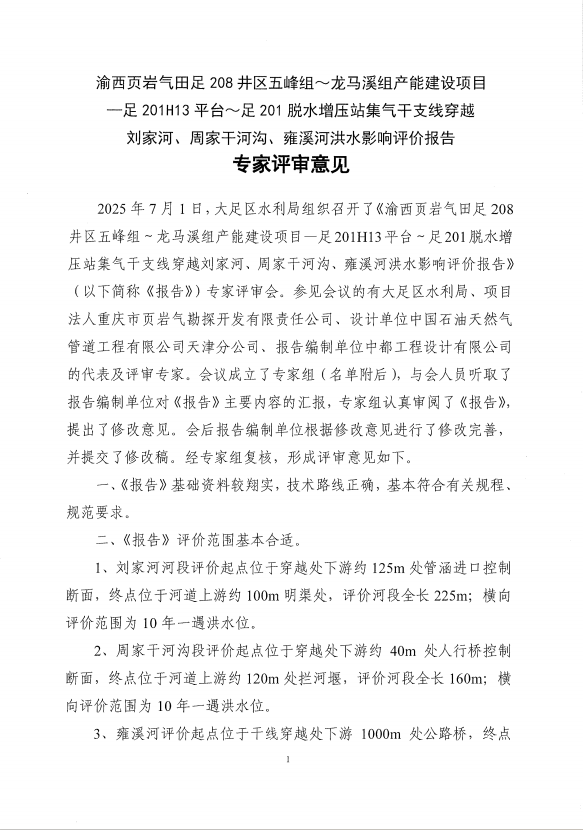 渝西页岩气田足 208 井区五峰组～龙马溪组产能建设项目
—足 201H13 平台～足 201 脱水增压站集气干支线穿越
刘家河、周家干河沟、雍溪河洪水影响评价报告
专家评审意见
2025 年 7 月 1 日，大足区水利局组织召开了《渝西页岩气田足 208
井区五峰组～龙马溪组产能建设项目—足201H13平台～足201脱水增
压站集气干支线穿越刘家河、周家干河沟、雍溪河洪水影响评价报告》
（以下简称《报告》）专家评审会。参见会议的有大足区水利局、项目
法人重庆市页岩气勘探开发有限责任公司、设计单位中国石油天然气
管道工程有限公司天津分公司、报告编制单位中都工程设计有限公司
的代表及评审专家。会议成立了专家组（名单附后），与会人员听取了
报告编制单位对《报告》主要内容的汇报，专家组认真审阅了《报告》，
提出了修改意见。会后报告编制单位根据修改意见进行了修改完善，
并提交了修改稿。经专家组复核，形成评审意见如下。
一、《报告》基础资料较翔实，技术路线正确，基本符合有关规程、
规范要求。
二、《报告》评价范围基本合适。
1、刘家河河段评价起点位于穿越处下游约 125m 处管涵进口控制
断面，终点位于河道上游约 100m 明渠处，评价河段全长 225m；横向
评价范围为 10 年一遇洪水位。
2、周家干河沟段评价起点位于穿越处下游约 40m 处人行桥控制
断面，终点位于河道上游约 120m 处拦河堰，评价河段全长 160m；横
向评价范围为 10 年一遇洪水位。
3、雍溪河评价起点位于干线穿越处下游 1000m 处公路桥，终点
1